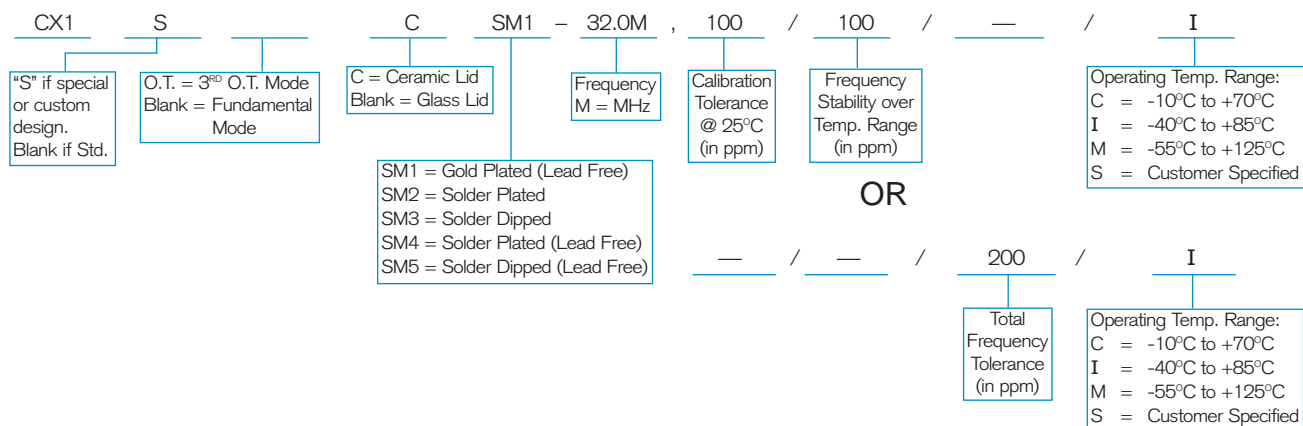 CX1 S C SM1 – 32.0M , 100 / 100 / — / I
“S” if special
or custom
design.
Blank if Std.
O.T. = 3RD O.T. Mode
Blank = Fundamental
Mode
C = Ceramic Lid
Blank = Glass Lid
SM1 = Gold Plated (Lead Free)
SM2 = Solder Plated
SM3 = Solder Dipped
SM4 = Solder Plated (Lead Free)
SM5 = Solder Dipped (Lead Free)
Frequency
M = MHz
Calibration
Tolerance
@ 25°C
(in ppm)
Frequency
Stability over
Temp. Range
(in ppm)
Operating Temp. Range:
C = -10°C to +70°C
I = -40°C to +85°C
M = -55°C to +125°C
S = Customer Specified
OR
— / — / 200 / I
Total
Frequency
Tolerance
(in ppm)
Operating Temp. Range:
C = -10°C to +70°C
I = -40°C to +85°C
M = -55°C to +125°C
S = Customer Specified